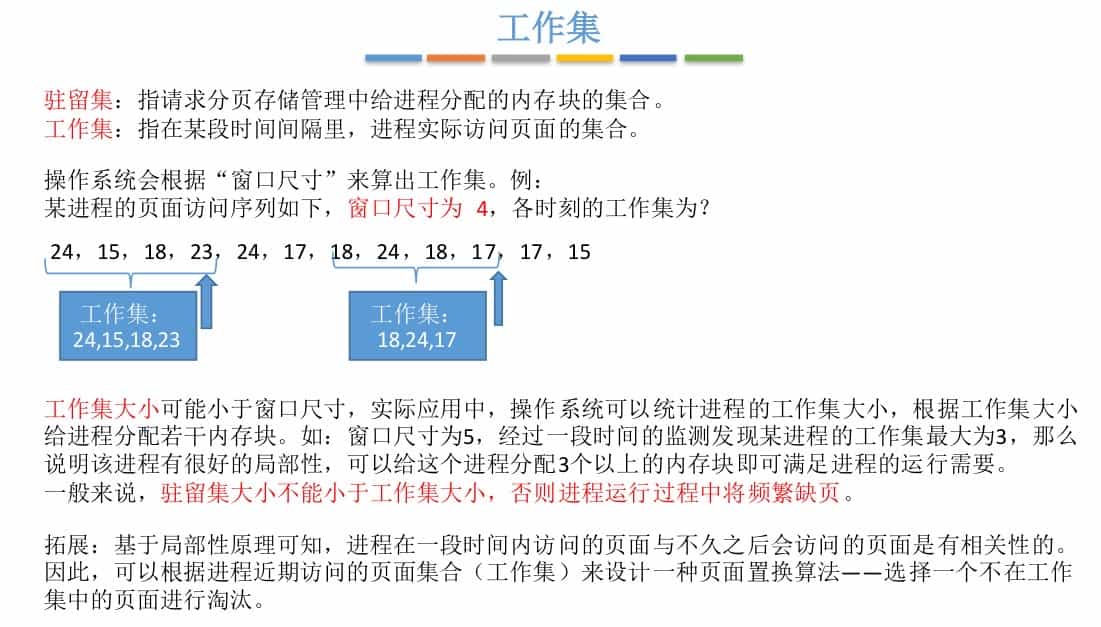 工作集
驻留集：指请求分页存储管理中给进程分配的内存块的集合。
工作集：指在某段时间间隔里，进程实际访问页面的集合。
操作系统会根据“窗口尺寸”来算出工作集。例：
某进程的页面访问序列如下，窗口尺寸为 4，各时刻的工作集为？
24，15，18，23，24，17，18，24，18，17，17，15
工作集：
24,15,18,23
工作集：
18,24,17
工作集大小可能小于窗口尺寸，实际应用中，操作系统可以统计进程的工作集大小，根据工作集大小
给进程分配若干内存块。如：窗口尺寸为5，经过一段时间的监测发现某进程的工作集最大为3，那么
说明该进程有很好的局部性，可以给这个进程分配3个以上的内存块即可满足进程的运行需要。
一般来说，驻留集大小不能小于工作集大小，否则进程运行过程中将频繁缺页。
拓展：基于局部性原理可知，进程在一段时间内访问的页面与不久之后会访问的页面是有相关性的。
因此，可以根据进程近期访问的页面集合（工作集）来设计一种页面置换算法——选择一个不在工作
集中的页面进行淘汰。